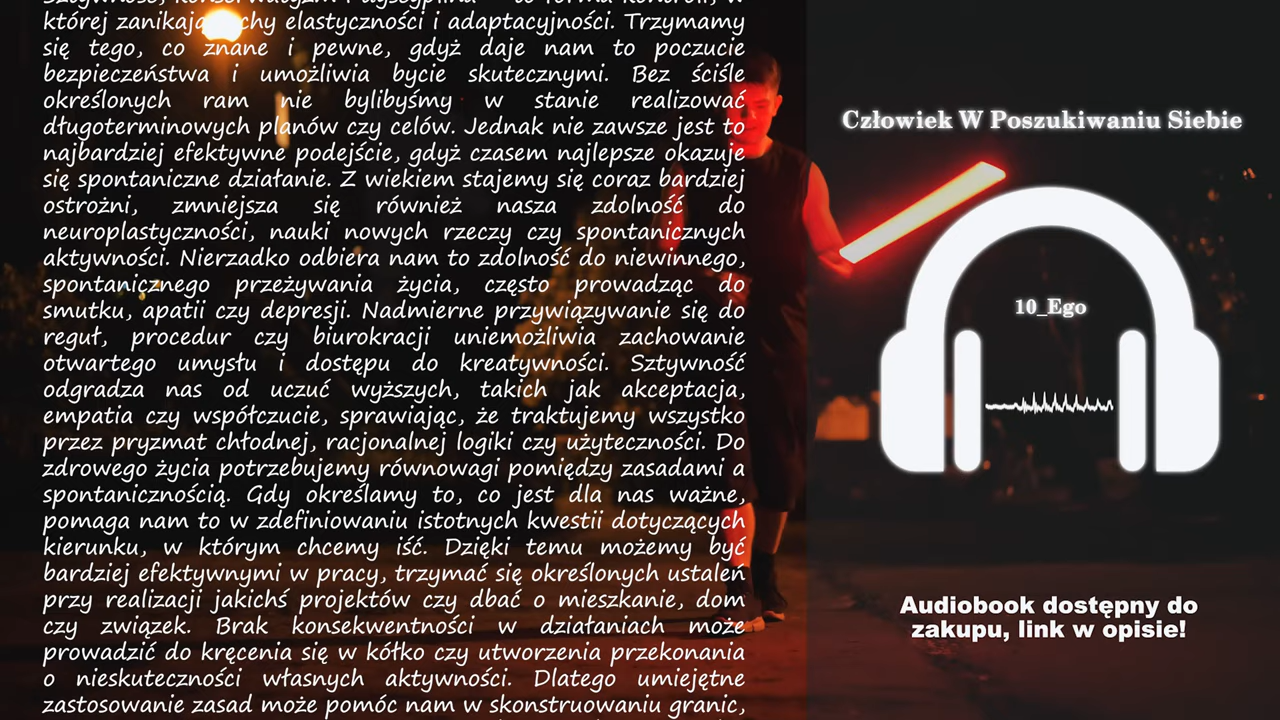 Sztywność, konserwatyzm i dyscyplina to forma kontroli, w
której zanikają cechy elastyczności i adaptacyjności. Trzymamy
się tego, co znane i pewne, gdyż daje nam to poczucie
bezpieczeństwa i umożliwia bycie skutecznymi. Bez ściśle
określonych ram nie bylibyśmy w stanie realizować
długoterminowych planów czy celów. Jednak nie zawsze jest to
najbardziej efektywne podejście, gdyż czasem najlepsze okazuje
się spontaniczne działanie. Z wiekiem stajemy się coraz bardziej
ostrożni, zmniejsza się również nasza zdolność do
neuroplastyczności, nauki nowych rzeczy czy spontanicznych
aktywności. Nierzadko odbiera nam to zdolność do niewinnego,
spontanicznego przeżywania życia, często prowadząc do
smutku, apatii czy depresji. Nadmierne przywiązywanie się do
reguł, procedur czy biurokracji uniemożliwia zachowanie
otwartego umysłu i dostępu do kreatywności. Sztywność
odgradza nas od uczuć wyższych, takich jak akceptacja,
empatia czy współczucie, sprawiając, że traktujemy wszystko
przez pryzmat chłodnej, racjonalnej logiki czy użyteczności. Do
zdrowego życia potrzebujemy równowagi pomiędzy zasadami a
spontanicznością. Gdy określamy to, co jest dla nas ważne,
pomaga nam to w zdefiniowaniu istotnych kwestii dotyczących
kierunku, w którym chcemy iść. Dzięki temu możemy być
bardziej efektywnymi w pracy, trzymać się określonych ustaleń
przy realizacji jakichś projektów czy dbać o mieszkanie, dom
czy związek. Brak konsekwentności w działaniach może
prowadzić do kręcenia się w kółko czy utworzenia przekonania
o nieskuteczności własnych aktywności. Dlatego umiejętne
zastosowanie zasad może pomóc nam w skonstruowaniu granic,
Człowiek W Poszukiwaniu Siebie
10_Ego
Audiobook dostępny do
zakupu, link w opisie!